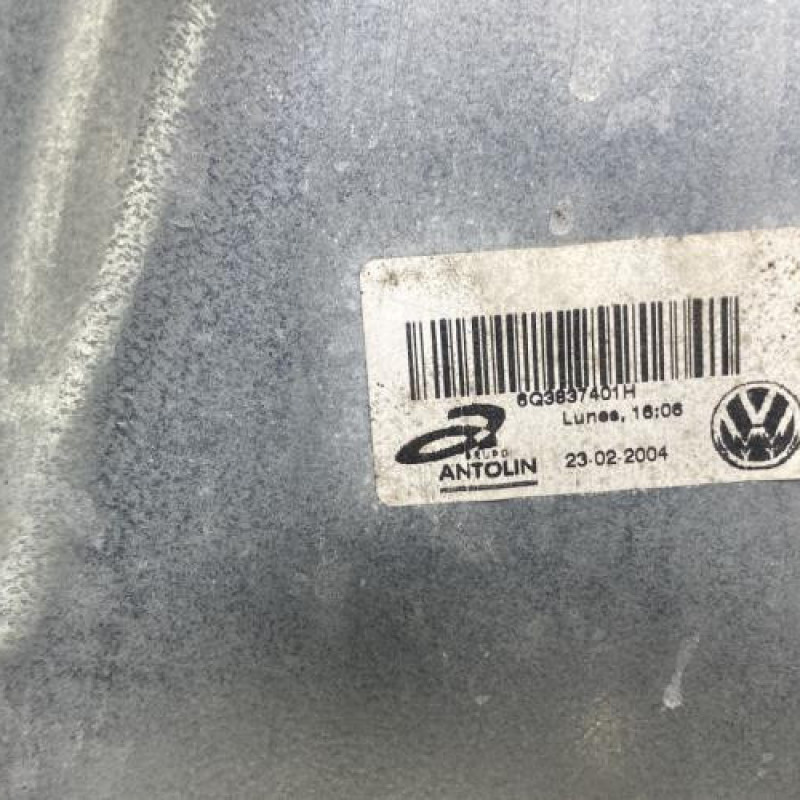 6Q3837401H
Lunes, 16:06
GRUPO
ANTOLIN
23-02-2004